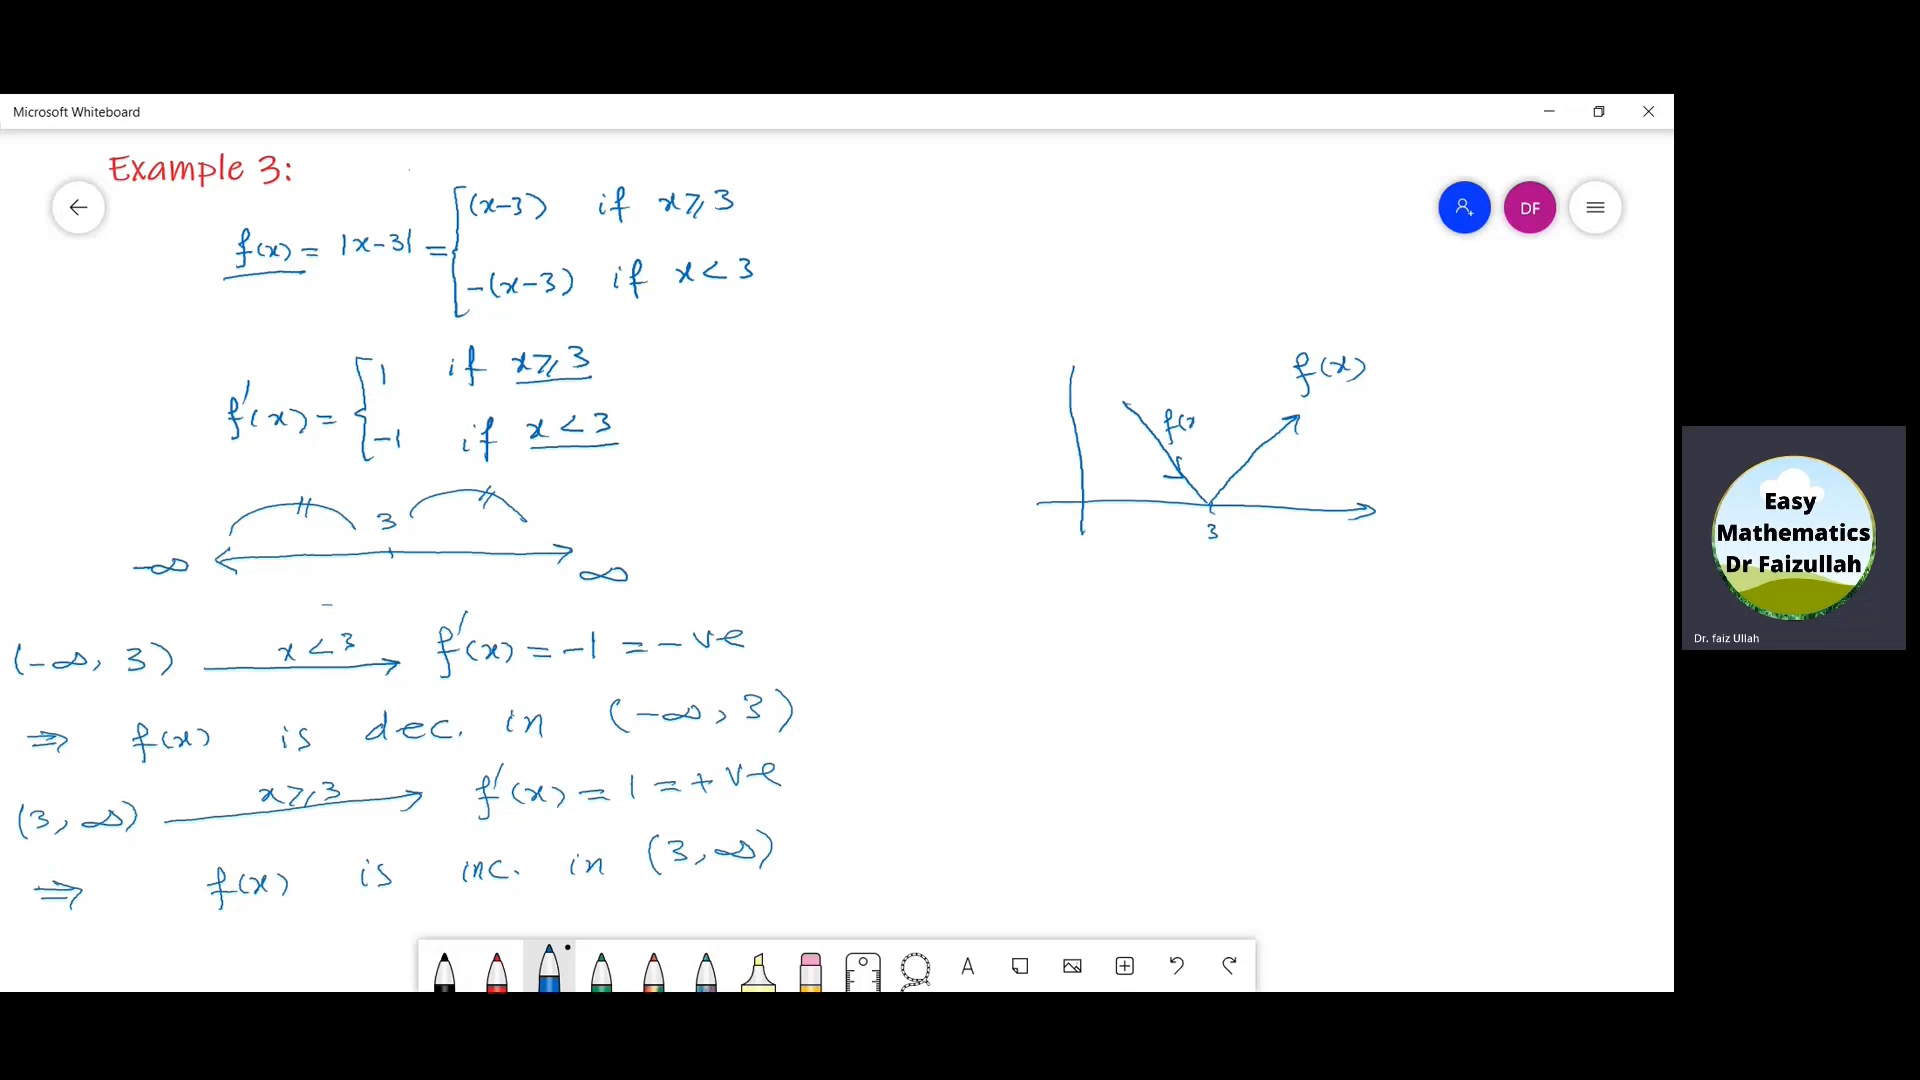 Microsoft Whiteboard
Example 3:
f(x) = |x-3| = [ (x-3) if x ⩾ 3
-(x-3) if x < 3
f'(x) = [ 1 if x ⩾ 3
-1 if x < 3
3
-∞ ∞
(-∞, 3) x < 3 f'(x) = -1 = -ve
⇒ f(x) is dec. in (-∞, 3)
(3, ∞) x ⩾ 3 f'(x) = 1 = +ve
⇒ f(x) is inc. in (3, ∞)
f(x)
f(x
3
DF
A
Easy
Mathematics
Dr Faizullah
Dr. faiz Ullah